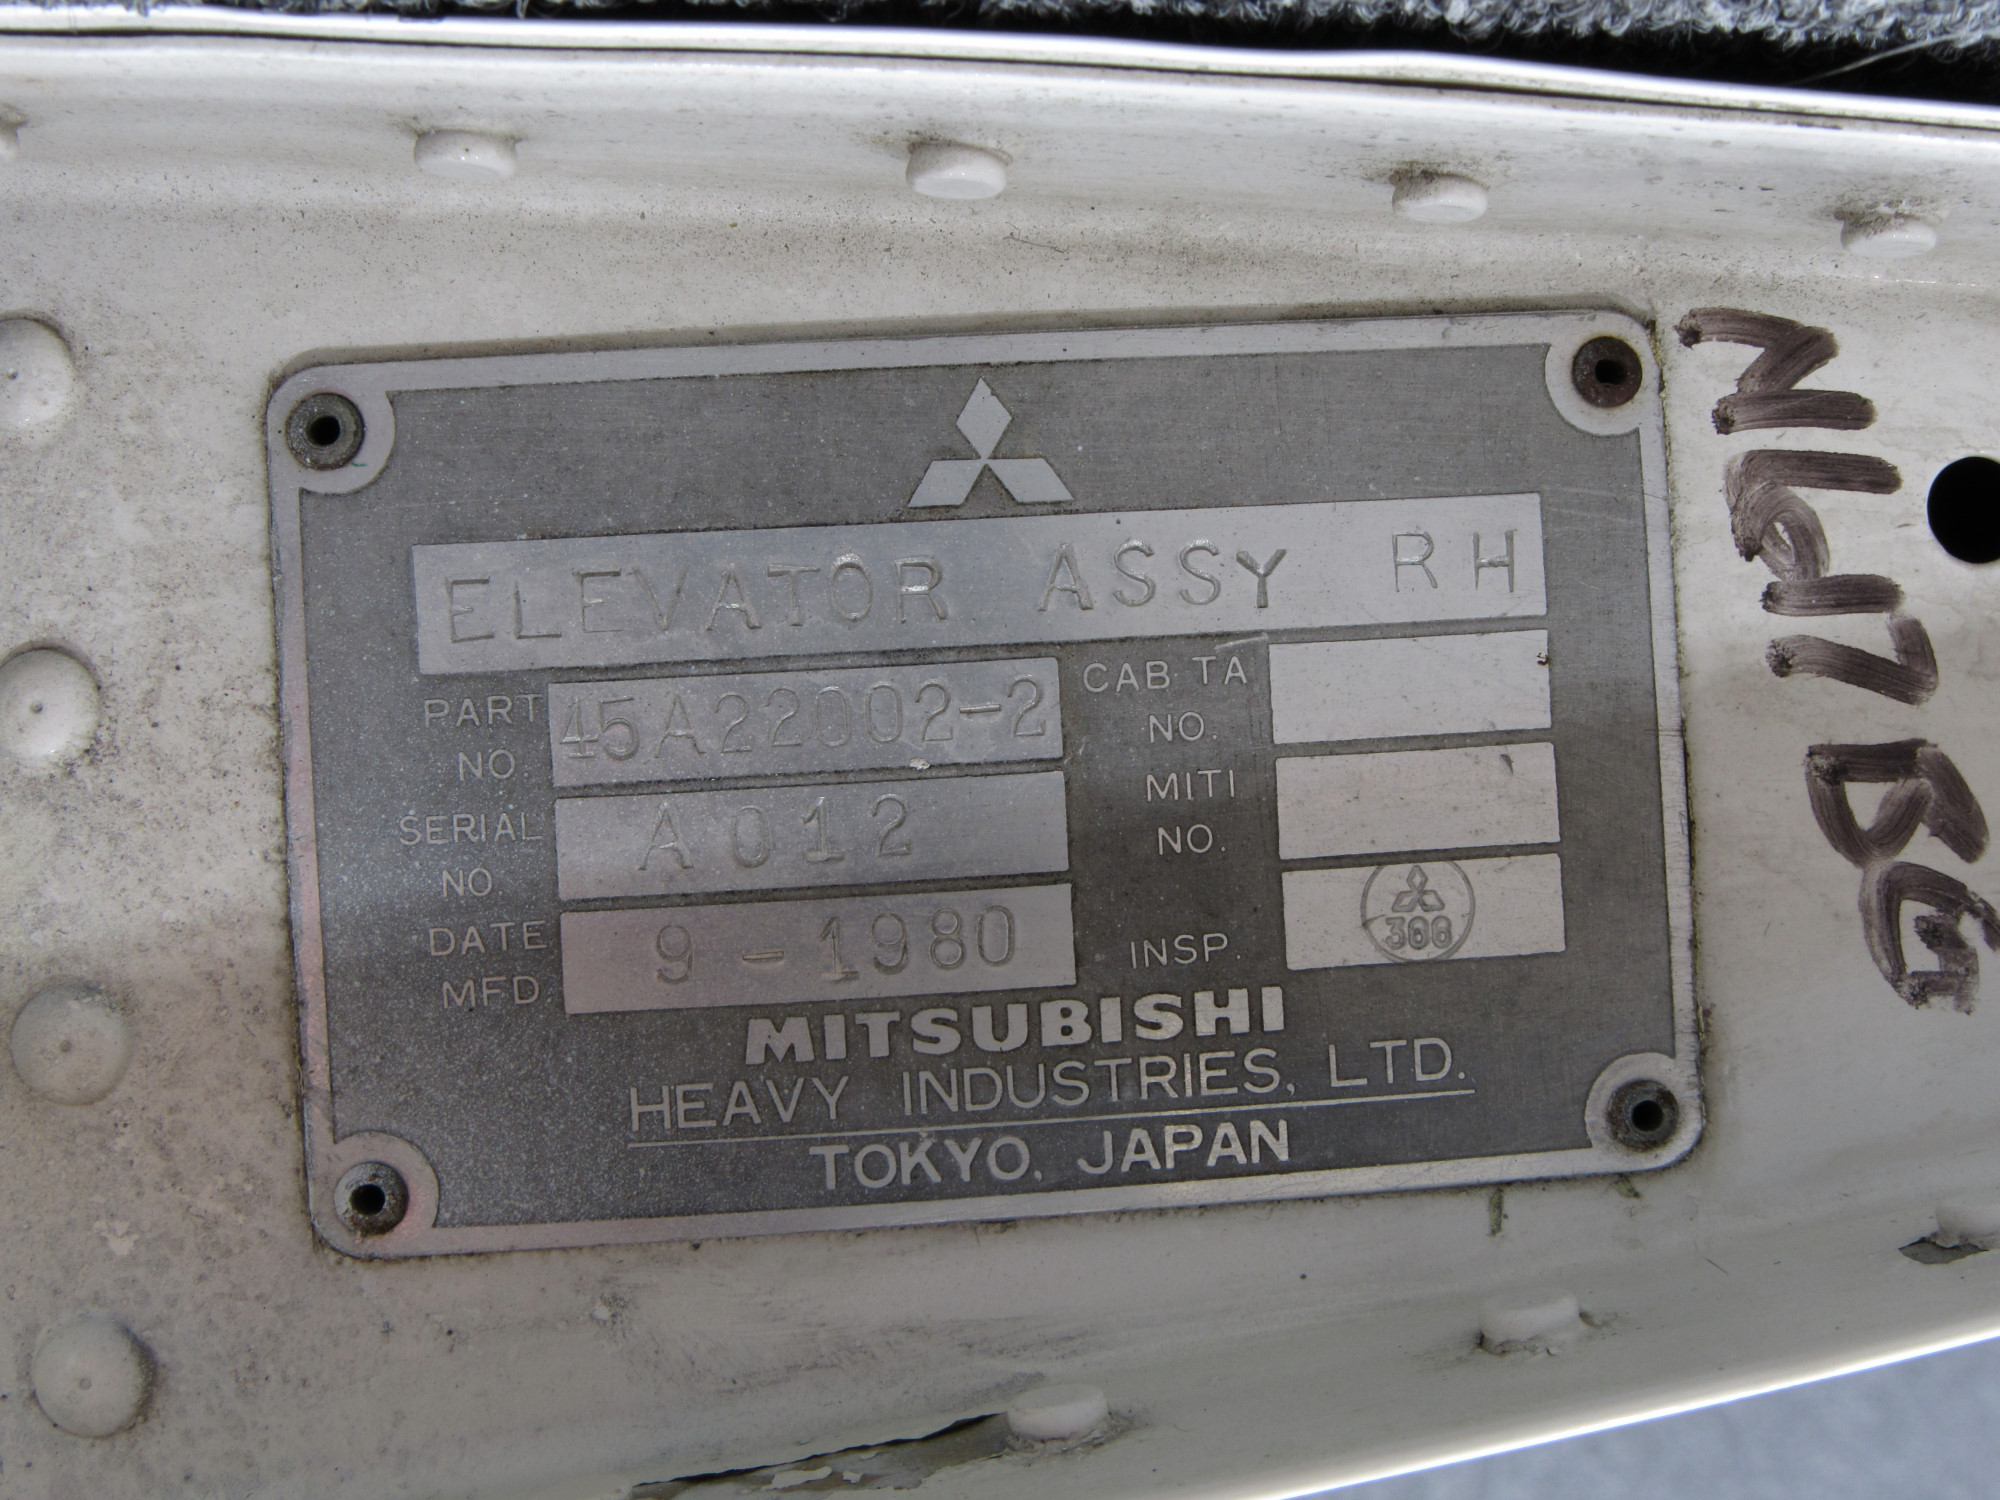 ELEVATOR ASSY RH
PART NO. 45A22002-2
CAB TA NO.
SERIAL NO. A012
MITI NO.
DATE MFD. 9-1980
INSP. 308
MITSUBISHI
HEAVY INDUSTRIES, LTD.
TOKYO, JAPAN
N617BG